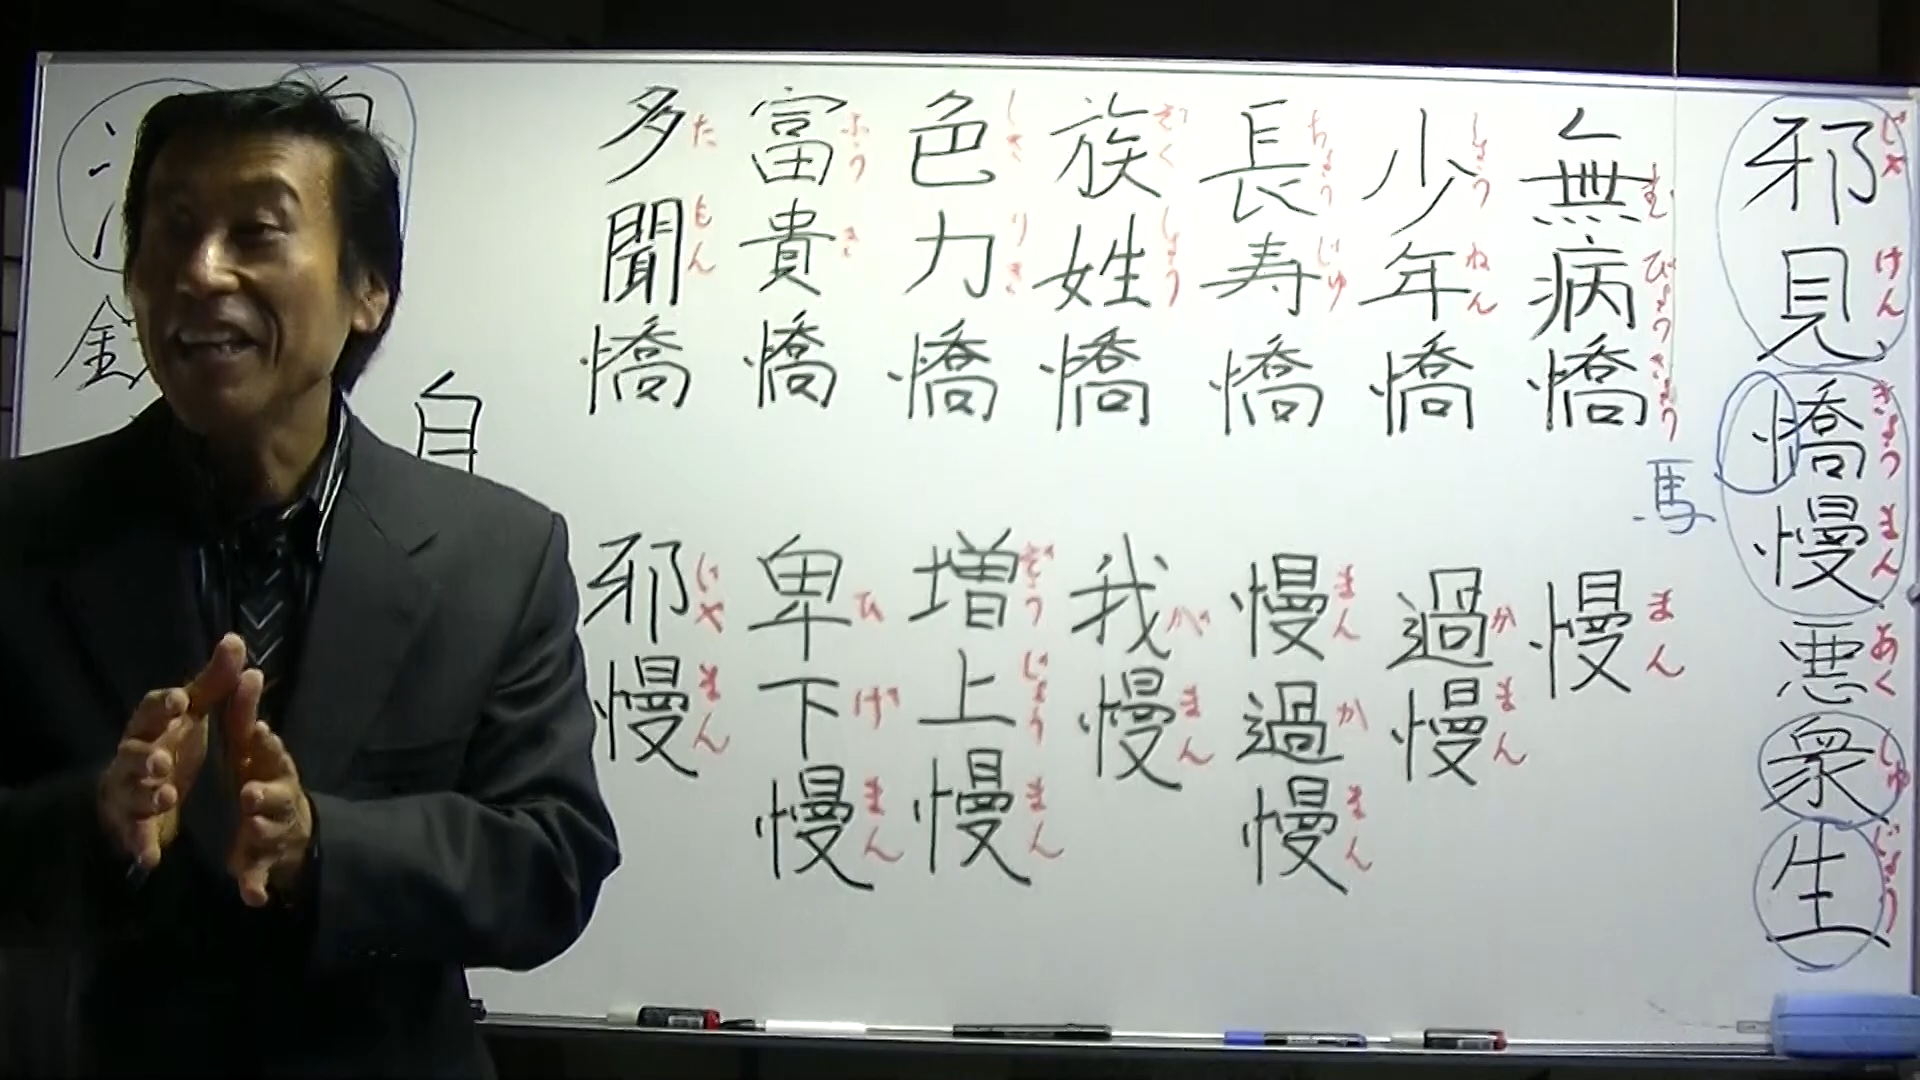 邪見憍慢悪衆生
じゃけんきょうまんあくしゅじょう
馬
無病憍
むびょうきょう
少年憍
しょうねん
長寿憍
ちょうじゅ
族姓憍
ぞくしょう
色力憍
しきりき
富貴憍
ふうき
多聞憍
たもん
慢
まん
過慢
かまん
慢過慢
まんかまん
我慢
がまん
増上慢
ぞうじょうまん
卑下慢
ひげまん
邪慢
じゃまん